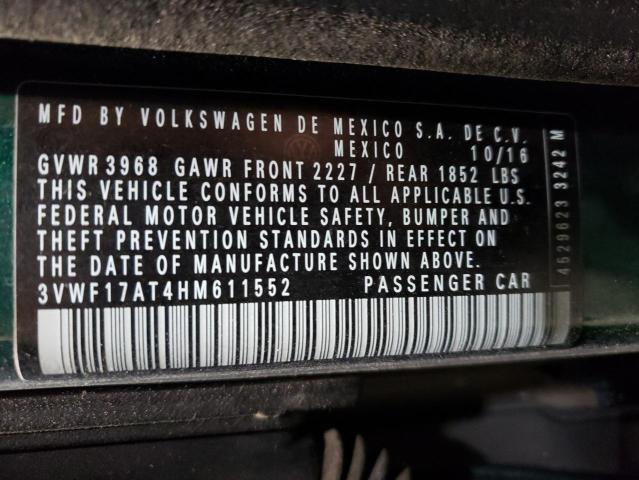 MFD BY VOLKSWAGEN DE MEXICO S.A. DE C.V.
MEXICO 10/16
GVWR 3968 GAWR FRONT 2227 / REAR 1852 LBS
THIS VEHICLE CONFORMS TO ALL APPLICABLE U.S.
FEDERAL MOTOR VEHICLE SAFETY, BUMPER AND
THEFT PREVENTION STANDARDS IN EFFECT ON
THE DATE OF MANUFACTURE SHOWN ABOVE.
3VWF17AT4HM611552 PASSENGER CAR
4529623 3242 M